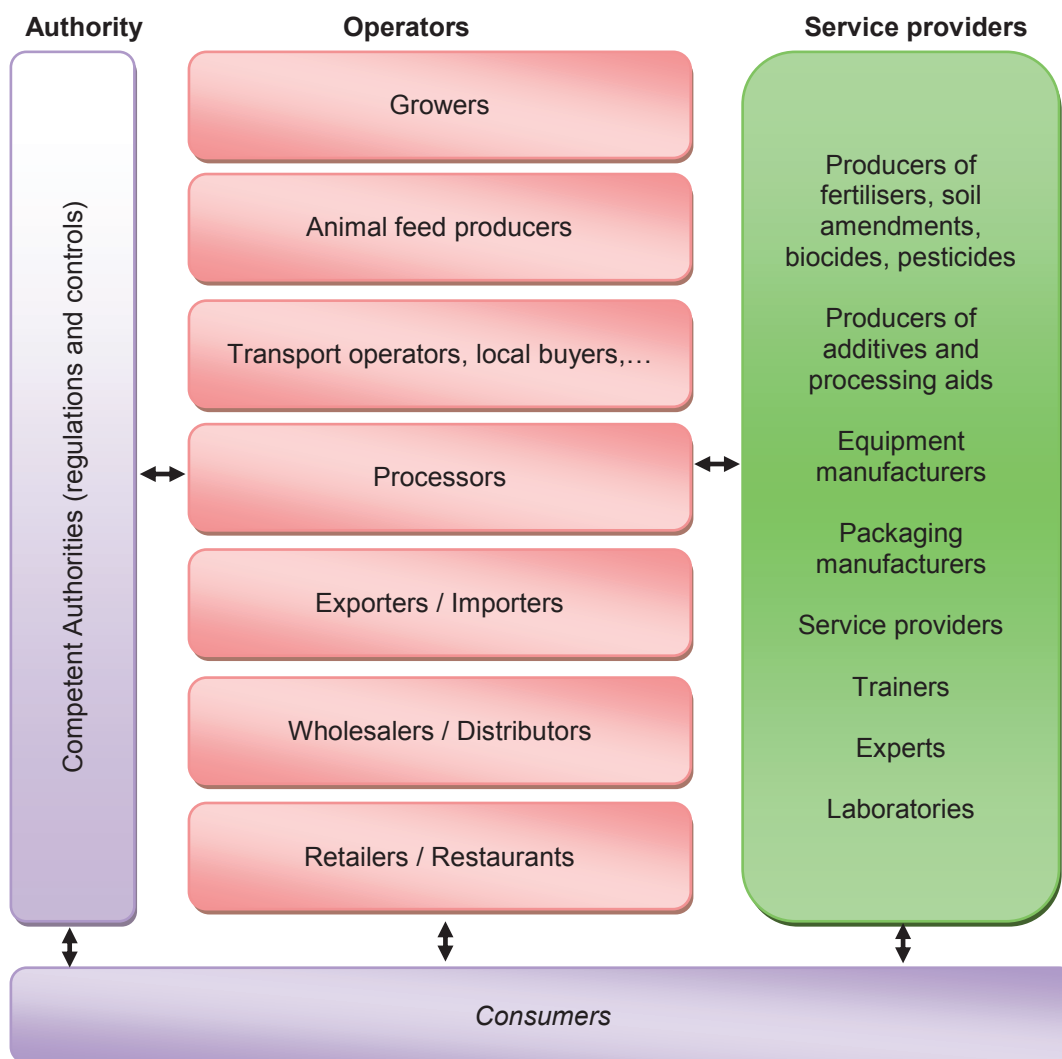 Authority
Operators
Service providers
Competent Authorities (regulations and controls)
Growers
Animal feed producers
Transport operators, local buyers,…
Processors
Exporters / Importers
Wholesalers / Distributors
Retailers / Restaurants
Producers of
fertilisers, soil
amendments,
biocides, pesticides
Producers of
additives and
processing aids
Equipment
manufacturers
Packaging
manufacturers
Service providers
Trainers
Experts
Laboratories
Consumers